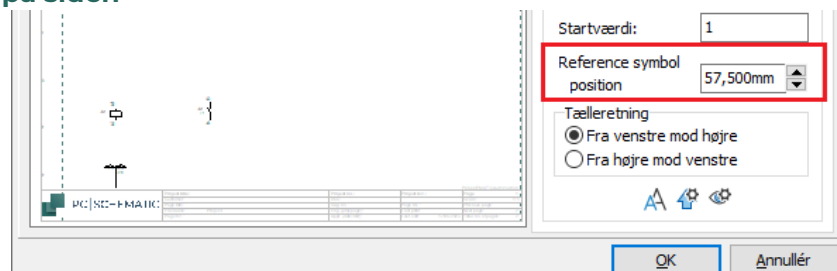 på siden
Startværdi:
1
Reference symbol
position
57,500mm
Tælleretning
Fra venstre mod højre
Fra højre mod venstre
PC|SCHEMATIC
OK
Annullér